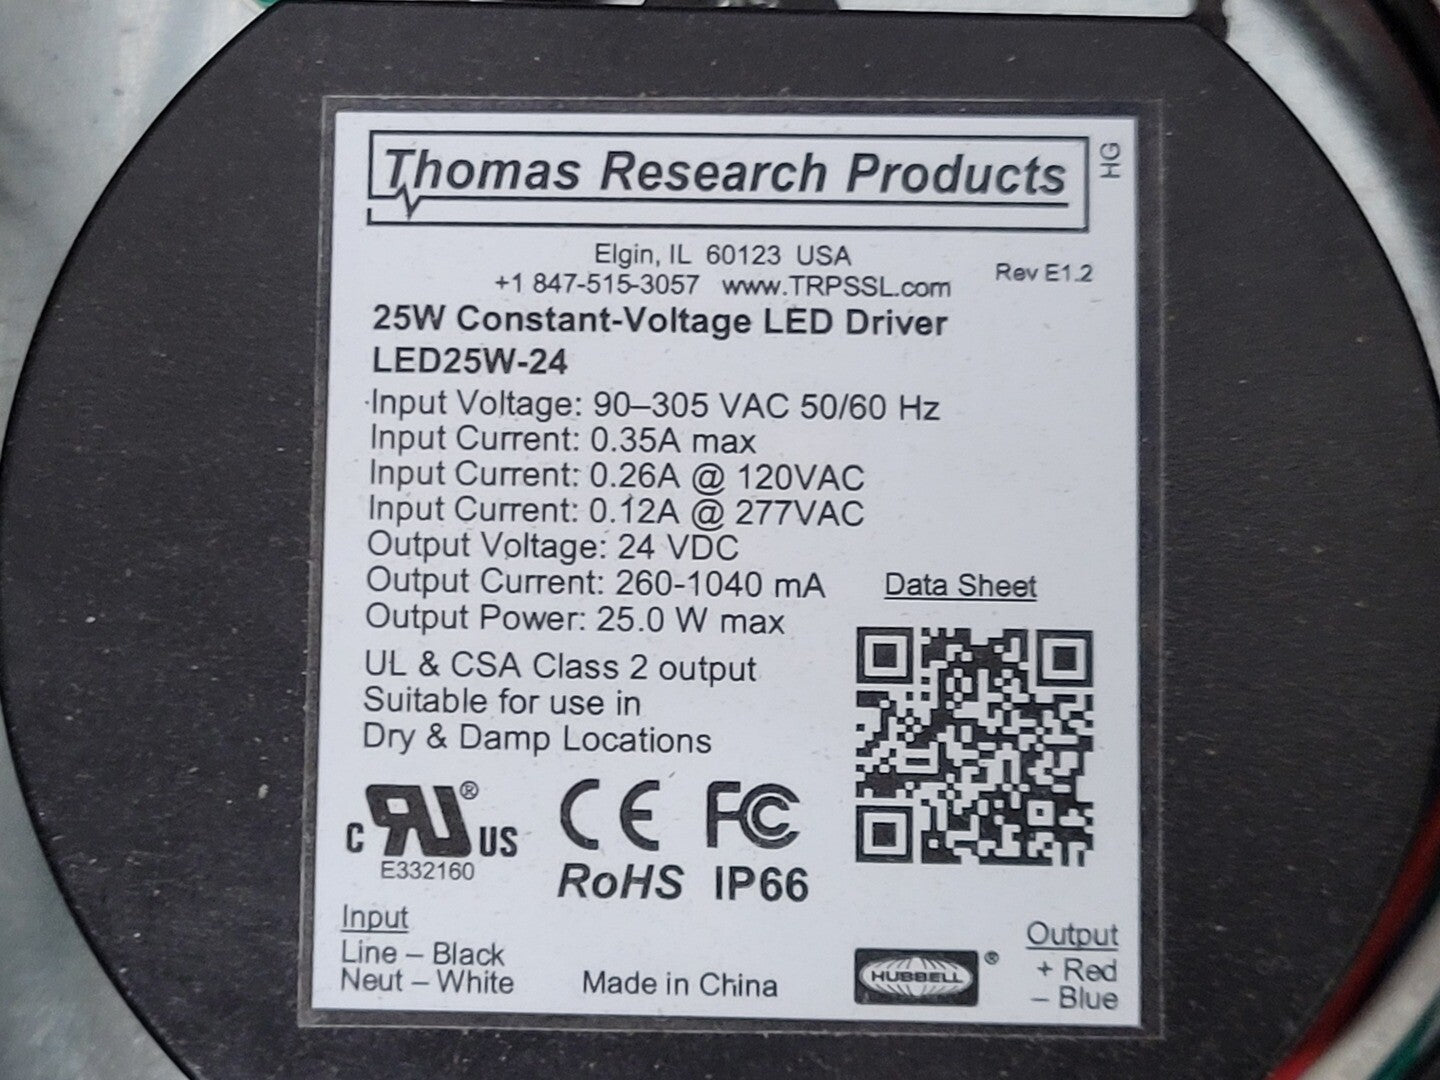 Thomas Research Products
HG
Elgin, IL 60123 USA
+1 847-515-3057 www.TRPSSL.com
Rev E1.2
25W Constant-Voltage LED Driver
LED25W-24
Input Voltage: 90–305 VAC 50/60 Hz
Input Current: 0.35A max
Input Current: 0.26A @ 120VAC
Input Current: 0.12A @ 277VAC
Output Voltage: 24 VDC
Output Current: 260-1040 mA
Output Power: 25.0 W max
Data Sheet
UL & CSA Class 2 output
Suitable for use in
Dry & Damp Locations
C RU® US
E332160
CE FC
RoHS IP66
Input
Line – Black
Neut – White
Made in China
HUBBELL ®
Output
+ Red
– Blue